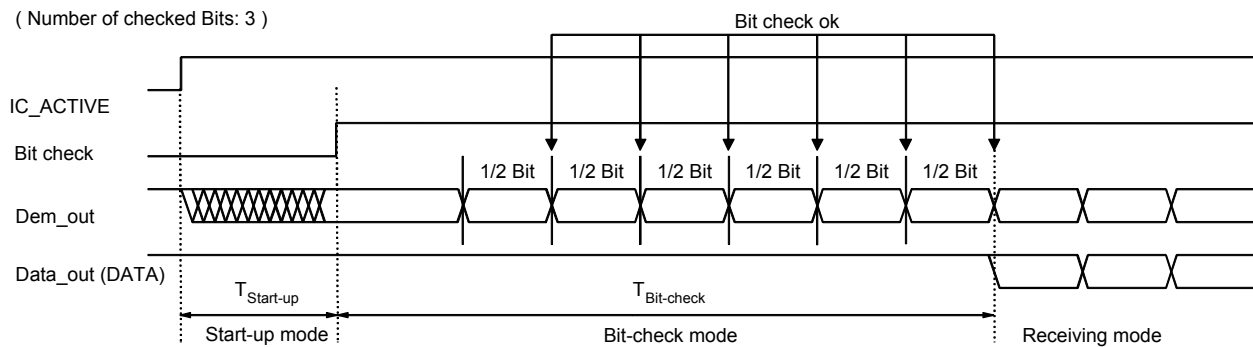 ( Number of checked Bits: 3 )
Bit check ok
IC_ACTIVE
Bit check
1/2 Bit 1/2 Bit 1/2 Bit 1/2 Bit 1/2 Bit 1/2 Bit
Dem_out
Data_out (DATA)
T Start-up T Bit-check
Start-up mode Bit-check mode Receiving mode